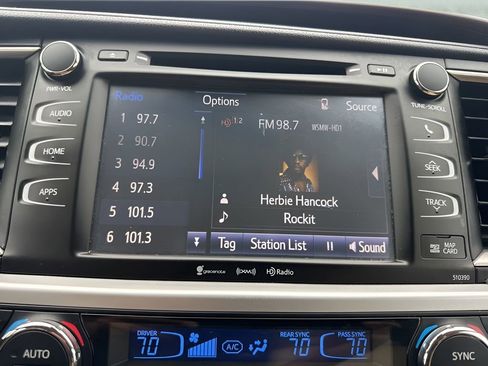 PWR•VOL
AUDIO
HOME
APPS
Radio
Options
Source
HD 1/2
FM 98.7
WSMW-HD1
1 97.7
2 90.7
3 94.9
4 97.3
5 101.5
6 101.3
Herbie Hancock
Rockit
Tag
Station List
Sound
TUNE•SCROLL
SEEK
TRACK
MAP
CARD
gracenote
((XM))
HD Radio
510390
AUTO
DRIVER
70
A/C
REAR SYNC
70
PASS SYNC
70
SYNC